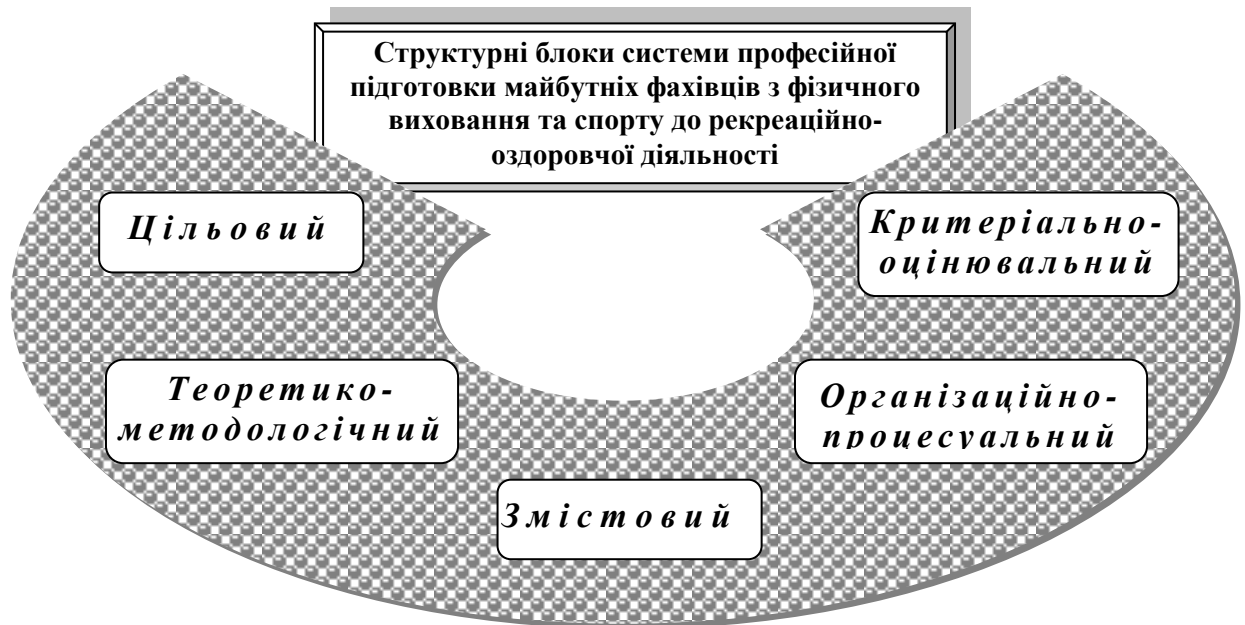 Структурні блоки системи професійної
підготовки майбутніх фахівців з фізичного
виховання та спорту до рекреаційно-
оздоровчої діяльності
Цільовий
Критеріально-
оцінювальний
Теоретико-
методологічний
Організаційно-
процесуальний
Змістовий